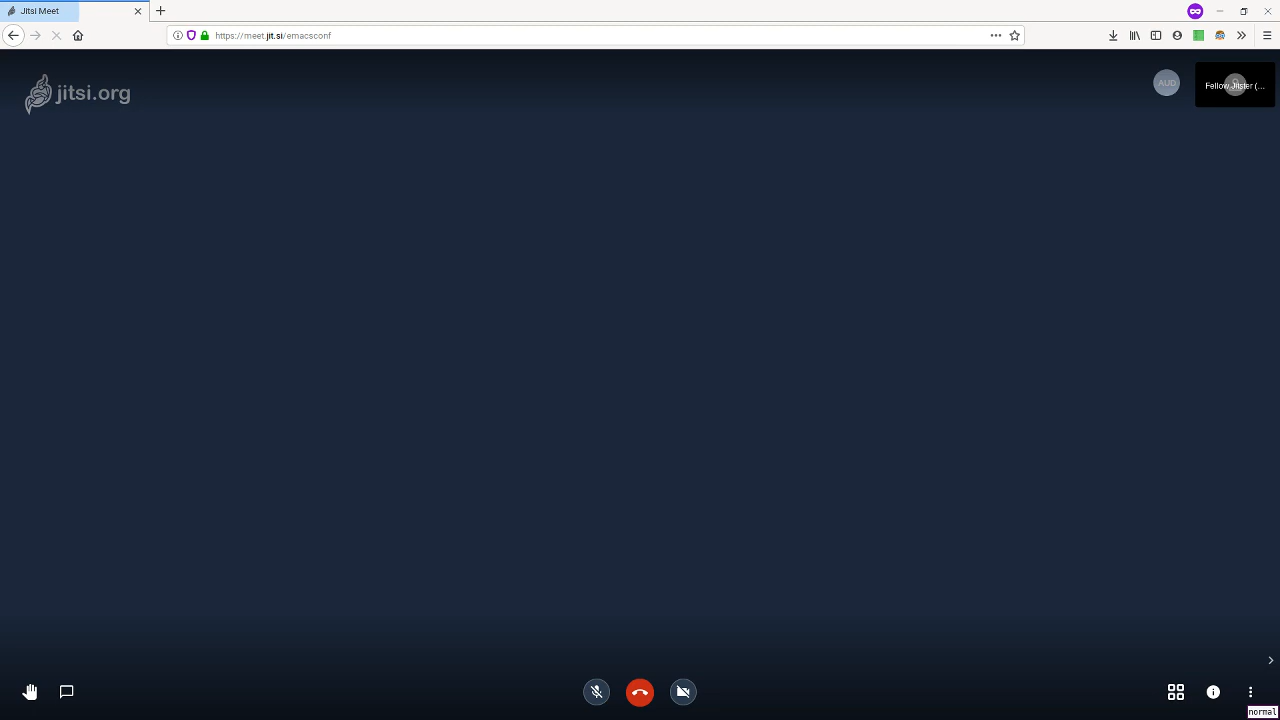 Jitsi Meet
https://meet.jit.si/emacsconf
jitsi.org
AUD
Fellow Jitster (...
normal